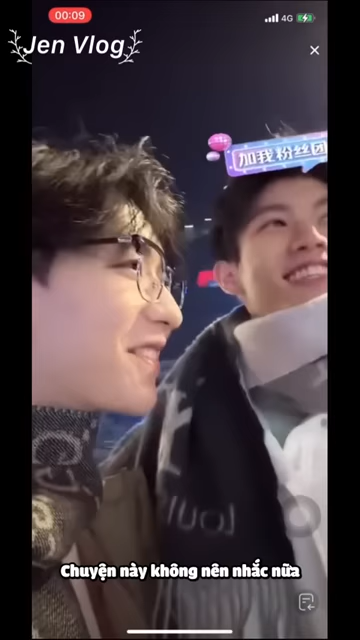 00:09
4G
Jen Vlog
加我粉丝团
Chuyện này không nên nhắc nữa